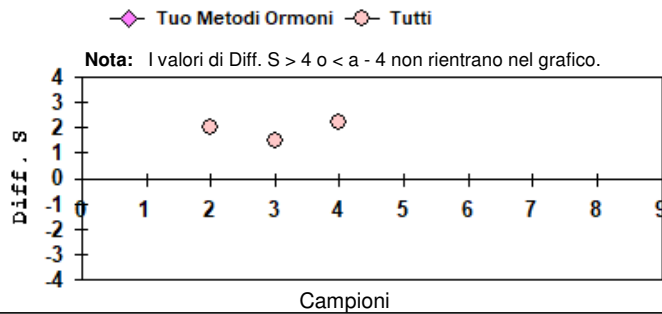 Tuo Metodi Ormoni Tutti
Nota: I valori di Diff. S > 4 o < a - 4 non rientrano nel grafico.
4
3
2
1
0
-1
-2
-3
-4
Diff. S
0 1 2 3 4 5 6 7 8 9
Campioni